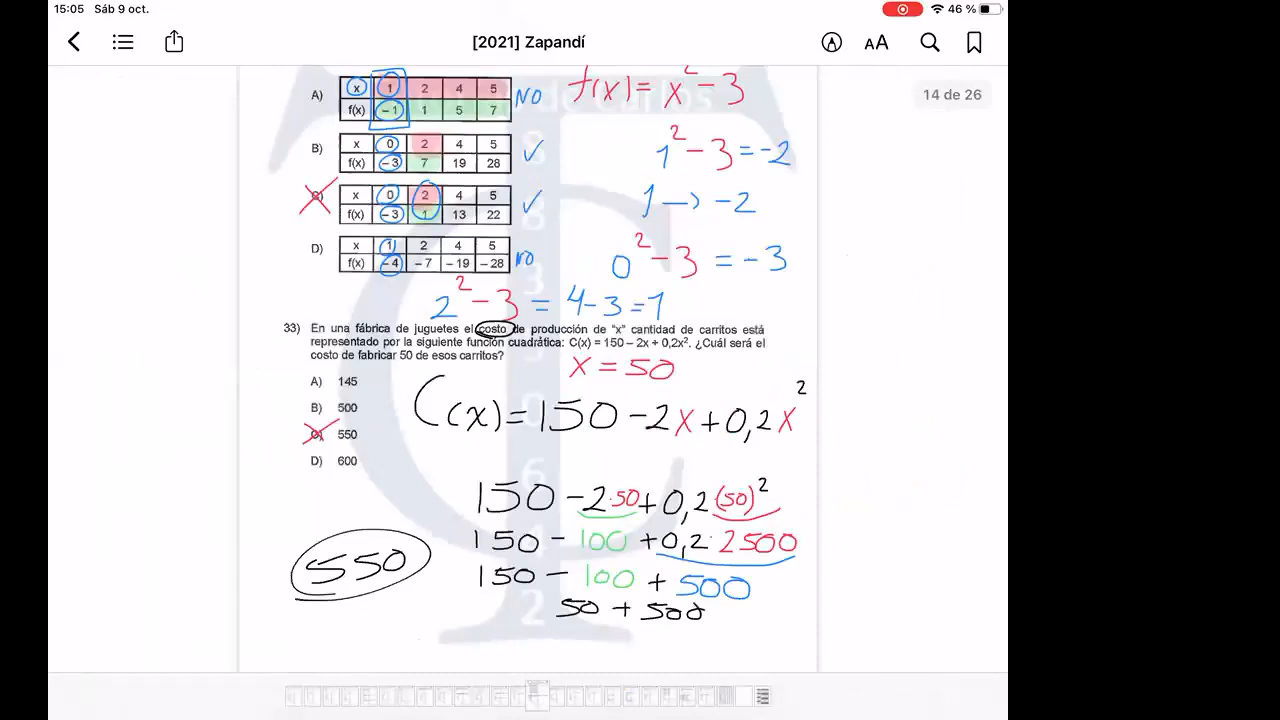 15:05 Sáb 9 oct.
46 %
[2021] Zapandí
AA
14 de 26
f(x) = x² - 3
A) x 1 2 4 5
f(x) -1 1 5 7
NO
1² - 3 = -2
B) x 0 2 4 5
f(x) -3 7 19 28
✓
1 → -2
C) x 0 2 4 5
f(x) -3 1 13 22
✓
0² - 3 = -3
D) x 1 2 4 5
f(x) -4 -7 -19 -28
NO
2² - 3 = 4 - 3 = 1
33) En una fábrica de juguetes el costo de producción de "x" cantidad de carritos está
representado por la siguiente función cuadrática: C(x) = 150 – 2x + 0,2x². ¿Cuál será el
costo de fabricar 50 de esos carritos?
x = 50
A) 145
B) 500
C) 550
D) 600
C(x) = 150 - 2x + 0,2x²
150 - 2·50 + 0,2(50)²
150 - 100 + 0,2·2500
150 - 100 + 500
50 + 500
550